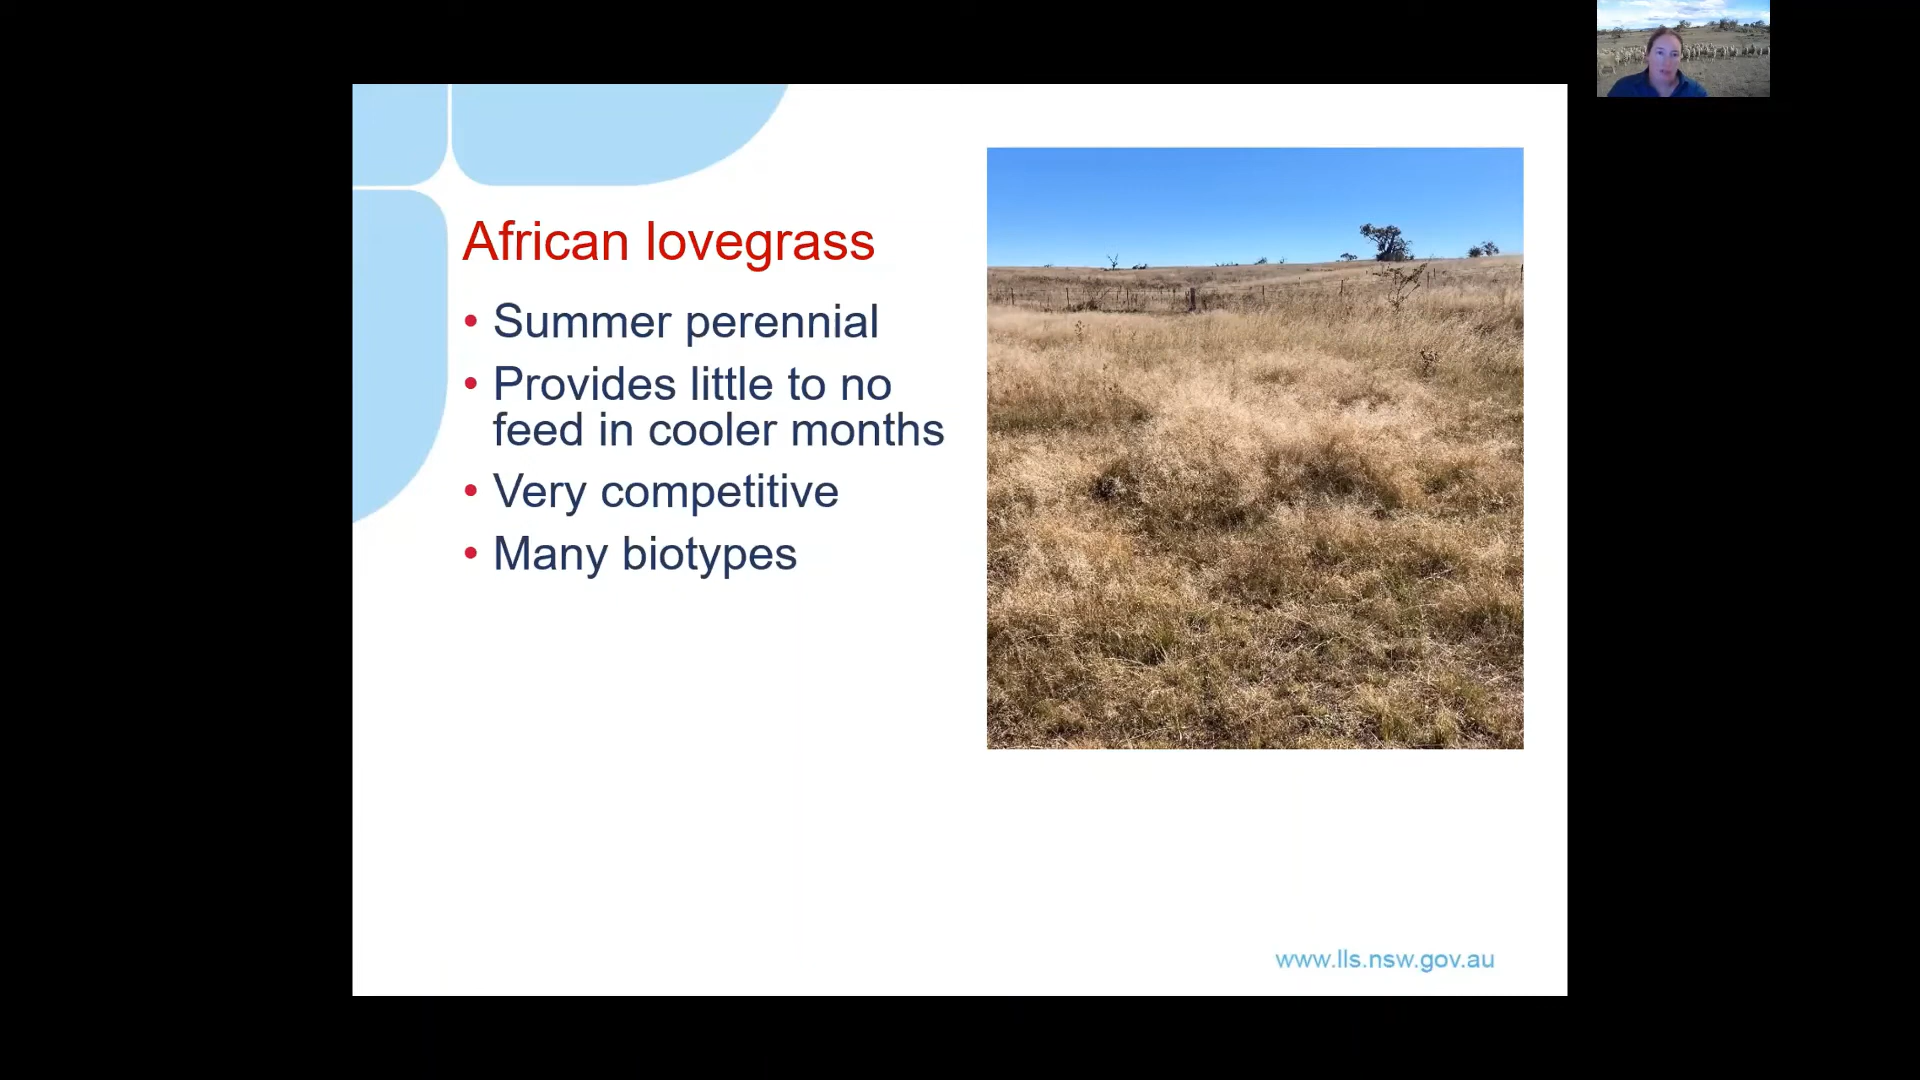 African lovegrass
• Summer perennial
• Provides little to no
feed in cooler months
• Very competitive
• Many biotypes
www.lls.nsw.gov.au